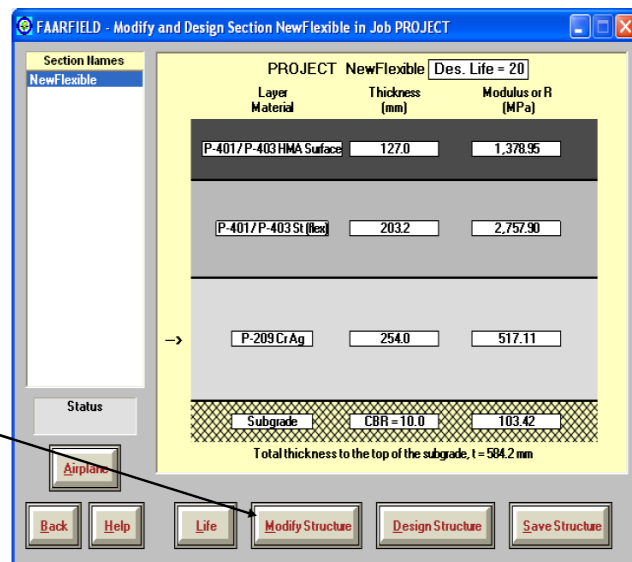 FAARFIELD - Modify and Design Section NewFlexible in Job PROJECT
Section Names
NewFlexible
PROJECT NewFlexible Des. Life = 20
Layer Material Thickness (mm) Modulus or R (MPa)
P-401/ P-403 HMA Surface 127.0 1,378.95
P-401/ P-403 St (flex) 203.2 2,757.90
--> P-209 Cr Ag 254.0 517.11
Subgrade CBR = 10.0 103.42
Total thickness to the top of the subgrade, t = 584.2 mm
Status
Airplane
Back Help Life Modify Structure Design Structure Save Structure